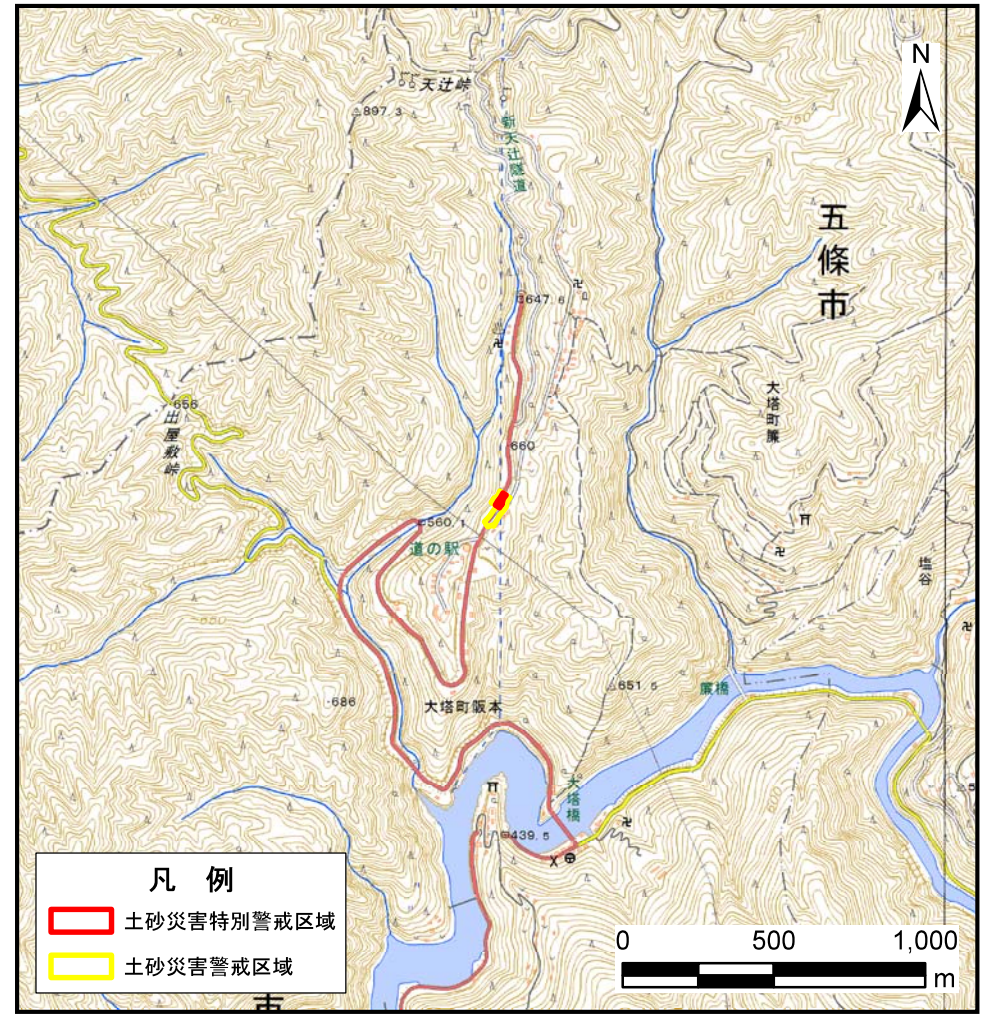 N
天辻峠
897.3
新天辻隧道
五條市
647.6
大塔町簾
656
出屋敷峠
660
560.1
道の駅
塩谷
651.5
簾橋
686
大塔町阪本
大塔橋
439.5
凡 例
土砂災害特別警戒区域
土砂災害警戒区域
0 500 1,000
m
市